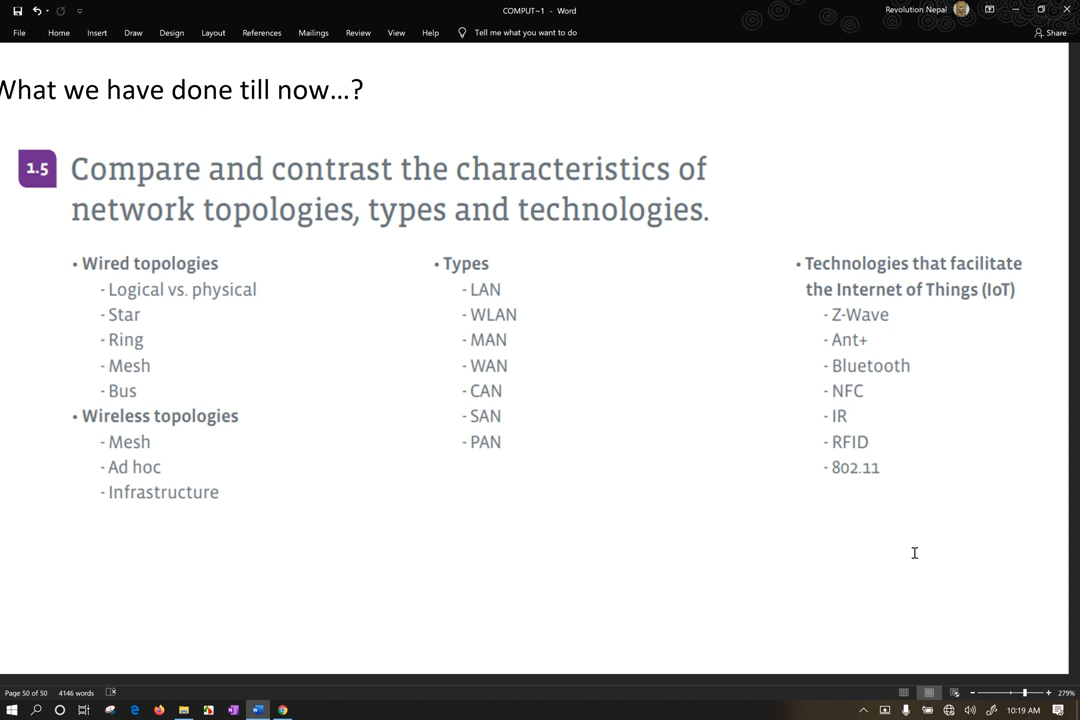 COMPUT~1 - Word
Revolution Nepal
File Home Insert Draw Design Layout References Mailings Review View Help Tell me what you want to do Share
What we have done till now...?
1.5 Compare and contrast the characteristics of
network topologies, types and technologies.
• Wired topologies
- Logical vs. physical
- Star
- Ring
- Mesh
- Bus
• Wireless topologies
- Mesh
- Ad hoc
- Infrastructure
• Types
- LAN
- WLAN
- MAN
- WAN
- CAN
- SAN
- PAN
• Technologies that facilitate
the Internet of Things (IoT)
- Z-Wave
- Ant+
- Bluetooth
- NFC
- IR
- RFID
- 802.11
Page 50 of 50 4146 words 279%
10:19 AM